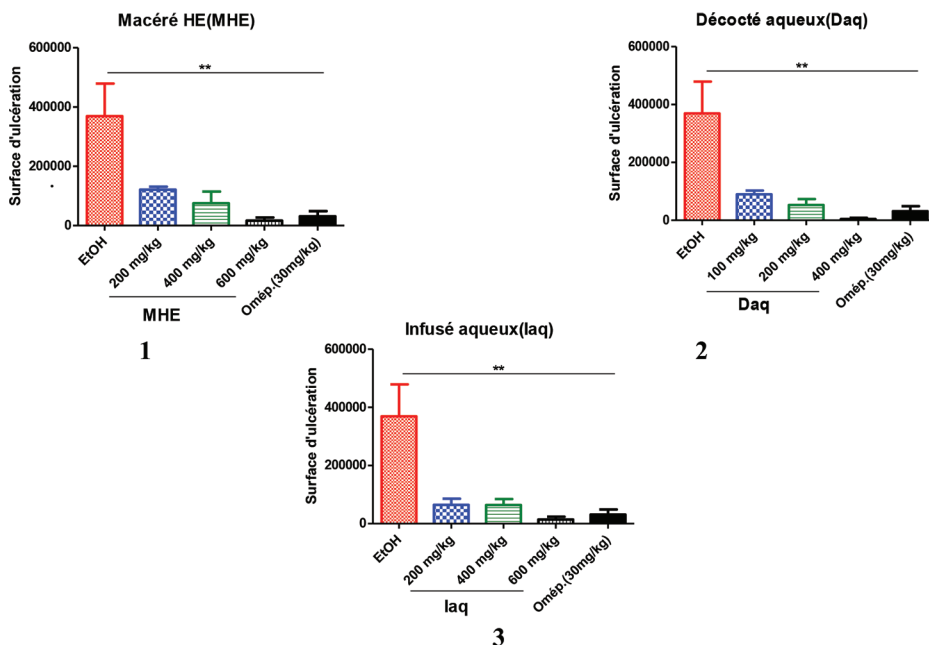 Macéré HE(MHE)
Surface d'ulcération
600000
400000
200000
0
**
EtOH
200 mg/kg
400 mg/kg
600 mg/kg
Omép.(30mg/kg)
MHE
1
Décocté aqueux(Daq)
Surface d'ulcération
600000
400000
200000
0
**
EtOH
100 mg/kg
200 mg/kg
400 mg/kg
Omép.(30mg/kg)
Daq
2
Infusé aqueux(Iaq)
Surface d'ulcération
600000
400000
200000
0
**
EtOH
200 mg/kg
400 mg/kg
600 mg/kg
Omép.(30mg/kg)
Iaq
3